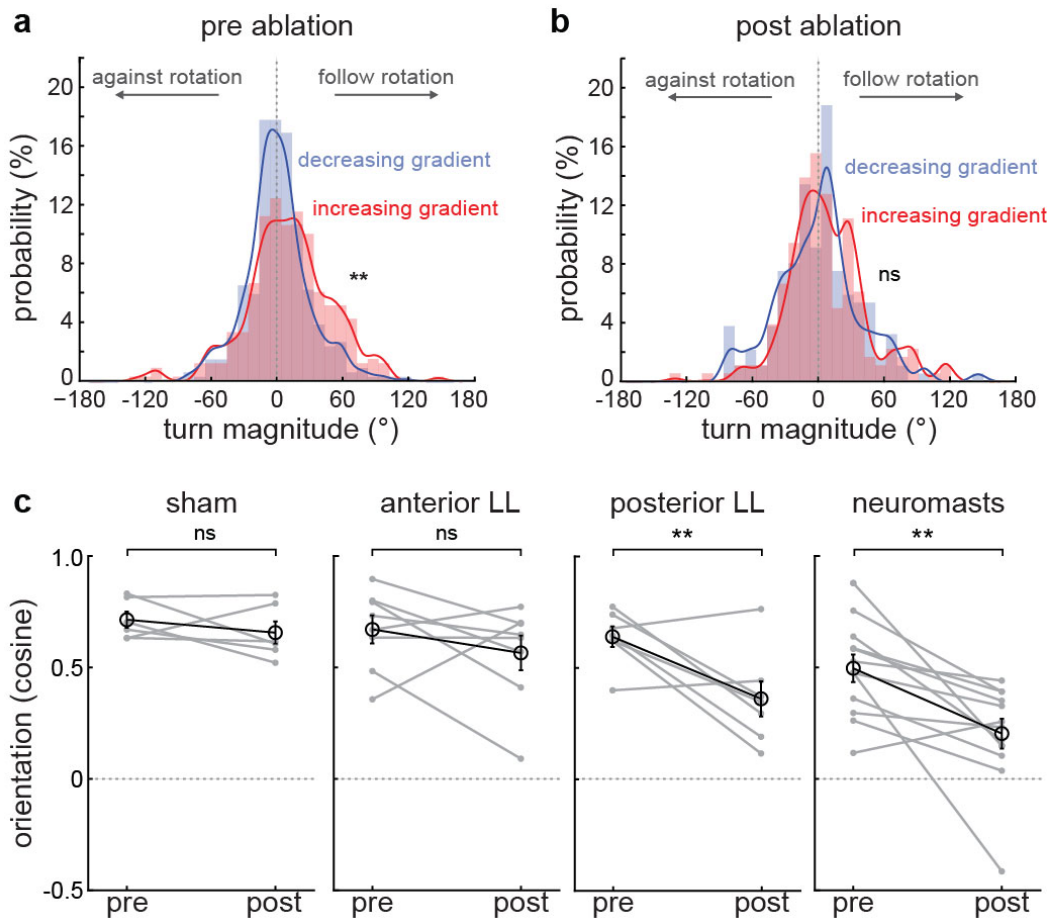 a
pre ablation
against rotation
follow rotation
decreasing gradient
increasing gradient
**
probability (%)
20
16
12
8
4
0
−180
-120
-60
0
60
120
180
turn magnitude (°)
b
post ablation
against rotation
follow rotation
decreasing gradient
increasing gradient
ns
probability (%)
20
16
12
8
4
0
-180
-120
-60
0
60
120
180
turn magnitude (°)
c
sham
ns
anterior LL
ns
posterior LL
**
neuromasts
**
orientation (cosine)
1.0
0.5
0
-0.5
pre
post
pre
post
pre
post
pre
post